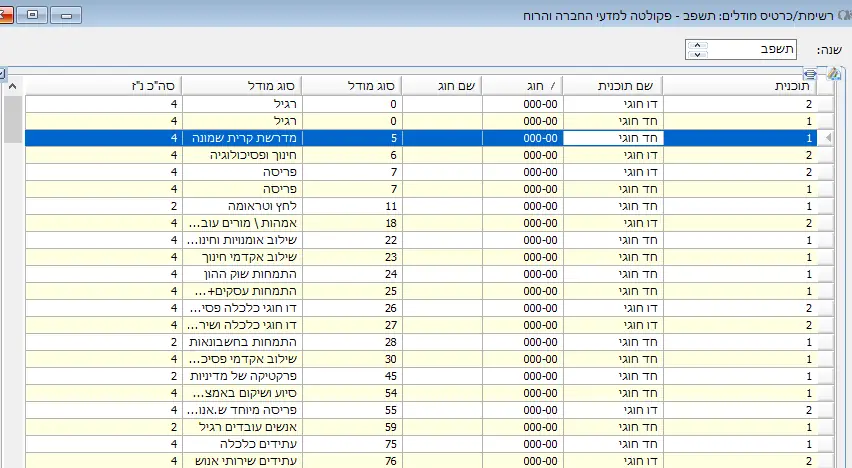 רשימת/כרטיס מודלים: תשפב - פקולטה למדעי החברה והרוח
שנה: תשפב
תוכנית שם תוכנית / חוג שם חוג סוג מודל סוג מודל סה"כ נ"ז
2 דו חוגי 000-00 0 רגיל 4
1 חד חוגי 000-00 0 רגיל 4
1 חד חוגי 000-00 5 מדרשת קרית שמונה 4
2 דו חוגי 000-00 6 חינוך ופסיכולוגיה 4
2 דו חוגי 000-00 7 פריסה 4
1 חד חוגי 000-00 7 פריסה 4
1 חד חוגי 000-00 11 לחץ וטראומה 2
2 דו חוגי 000-00 18 אמהות \ מורים עוב... 4
1 חד חוגי 000-00 22 שילוב אומנויות וחינו... 4
1 חד חוגי 000-00 23 שילוב אקדמי חינוך 4
1 חד חוגי 000-00 24 התמחות שוק ההון 4
1 חד חוגי 000-00 25 התמחות עסקים+... 4
2 דו חוגי 000-00 26 דו חוגי כלכלה פסי... 4
2 דו חוגי 000-00 27 דו חוגי כלכלה ושיר... 4
1 חד חוגי 000-00 28 התמחות בחשבונאות 2
1 חד חוגי 000-00 30 שילוב אקדמי פסיכ... 4
1 חד חוגי 000-00 45 פרקטיקה של מדיניות 2
1 חד חוגי 000-00 54 סיוע ושיקום באמצ... 4
2 דו חוגי 000-00 55 פריסה מיוחד ש.אנו... 4
1 חד חוגי 000-00 59 אנשים עובדים רגיל 2
1 חד חוגי 000-00 75 עתידים כלכלה 4
2 דו חוגי 000-00 76 עתידים שירותי אנוש 4